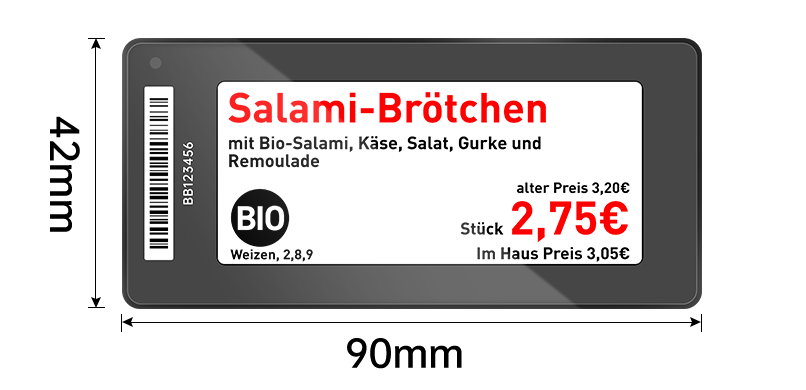 42mm
BB123456
Salami-Brötchen
mit Bio-Salami, Käse, Salat, Gurke und
Remoulade
alter Preis 3,20€
BIO
Stück 2,75€
Weizen, 2,8,9
Im Haus Preis 3,05€
90mm